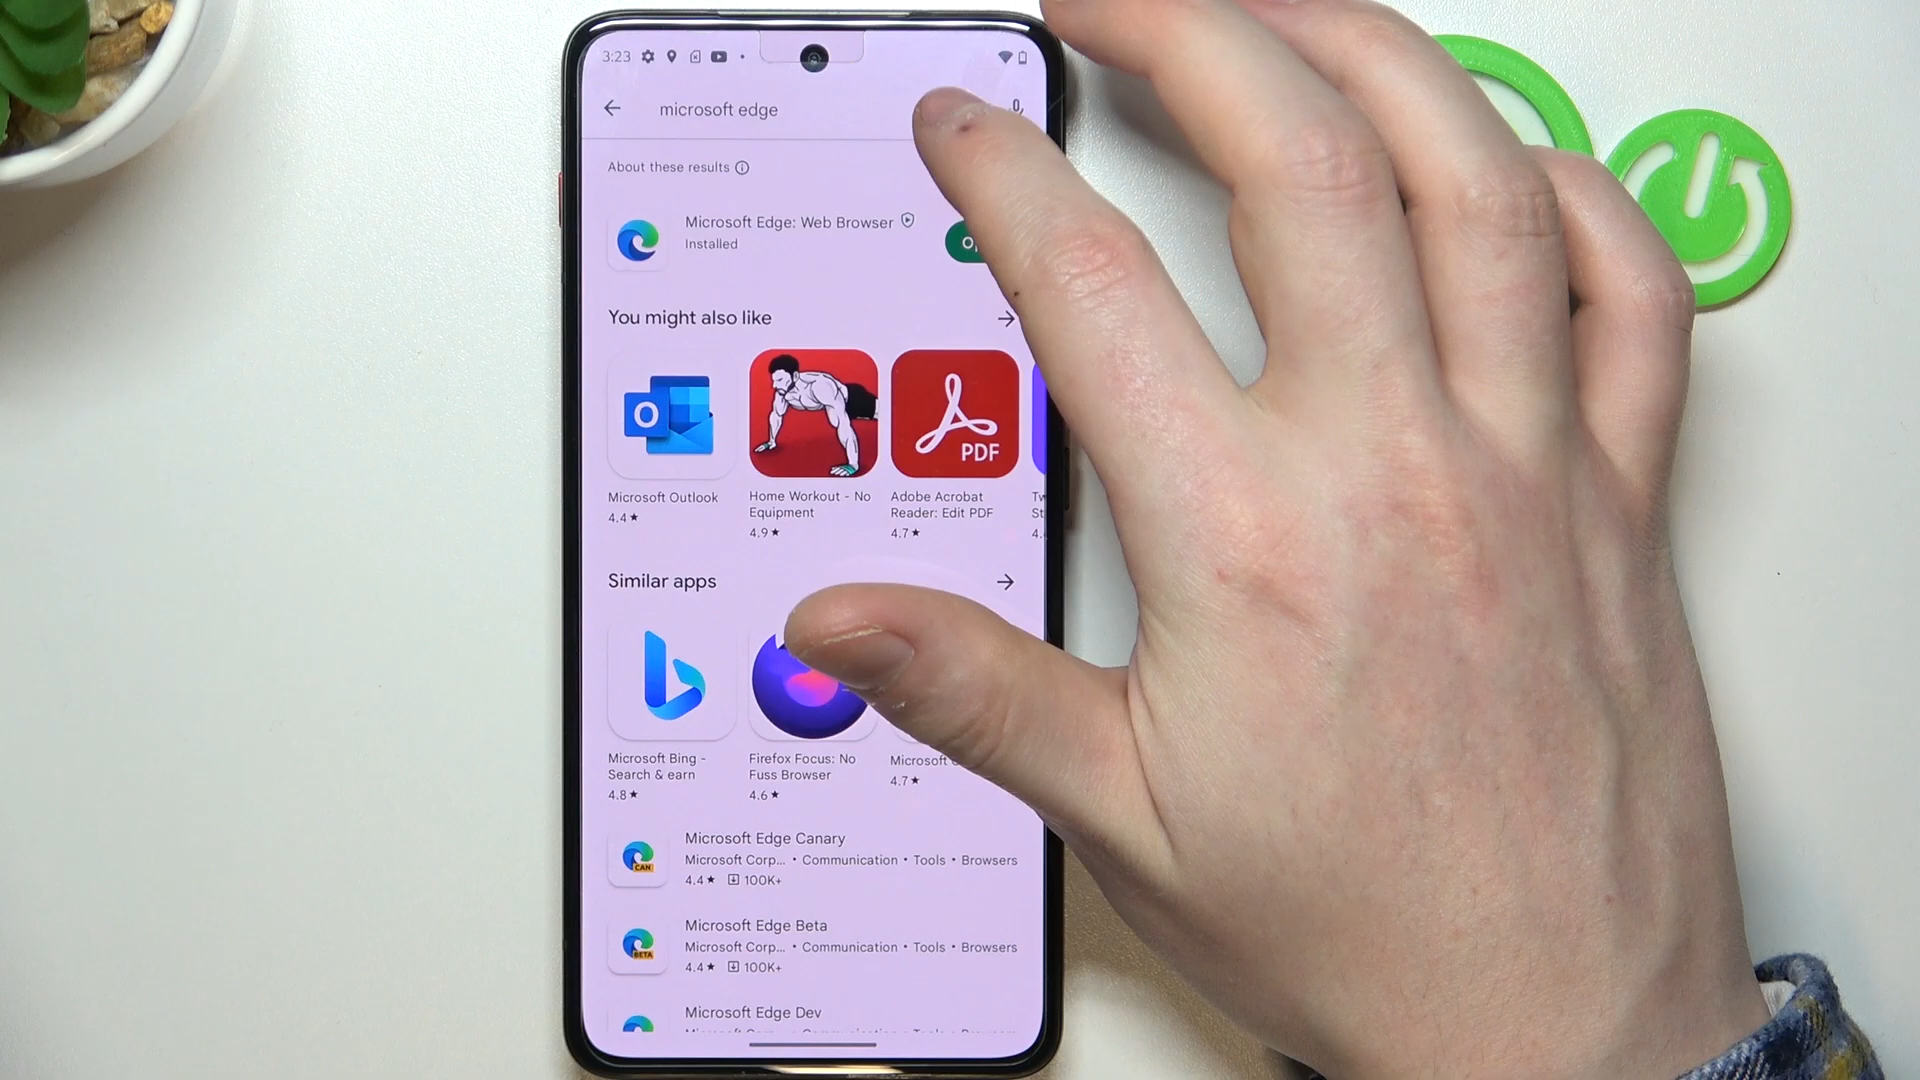 3:23
microsoft edge
About these results
Microsoft Edge: Web Browser
Installed
You might also like
O
PDF
Microsoft Outlook
4.4★
Home Workout - No
Equipment
4.9★
Adobe Acrobat
Reader: Edit PDF
4.7★
4.
Similar apps
Microsoft Bing -
Search & earn
4.8★
Firefox Focus: No
Fuss Browser
4.6★
Microsoft
4.7★
CAN
Microsoft Edge Canary
Microsoft Corp... • Communication • Tools • Browsers
4.4★ 100K+
BETA
Microsoft Edge Beta
Microsoft Corp... • Communication • Tools • Browsers
4.4★ 100K+
Microsoft Edge Dev